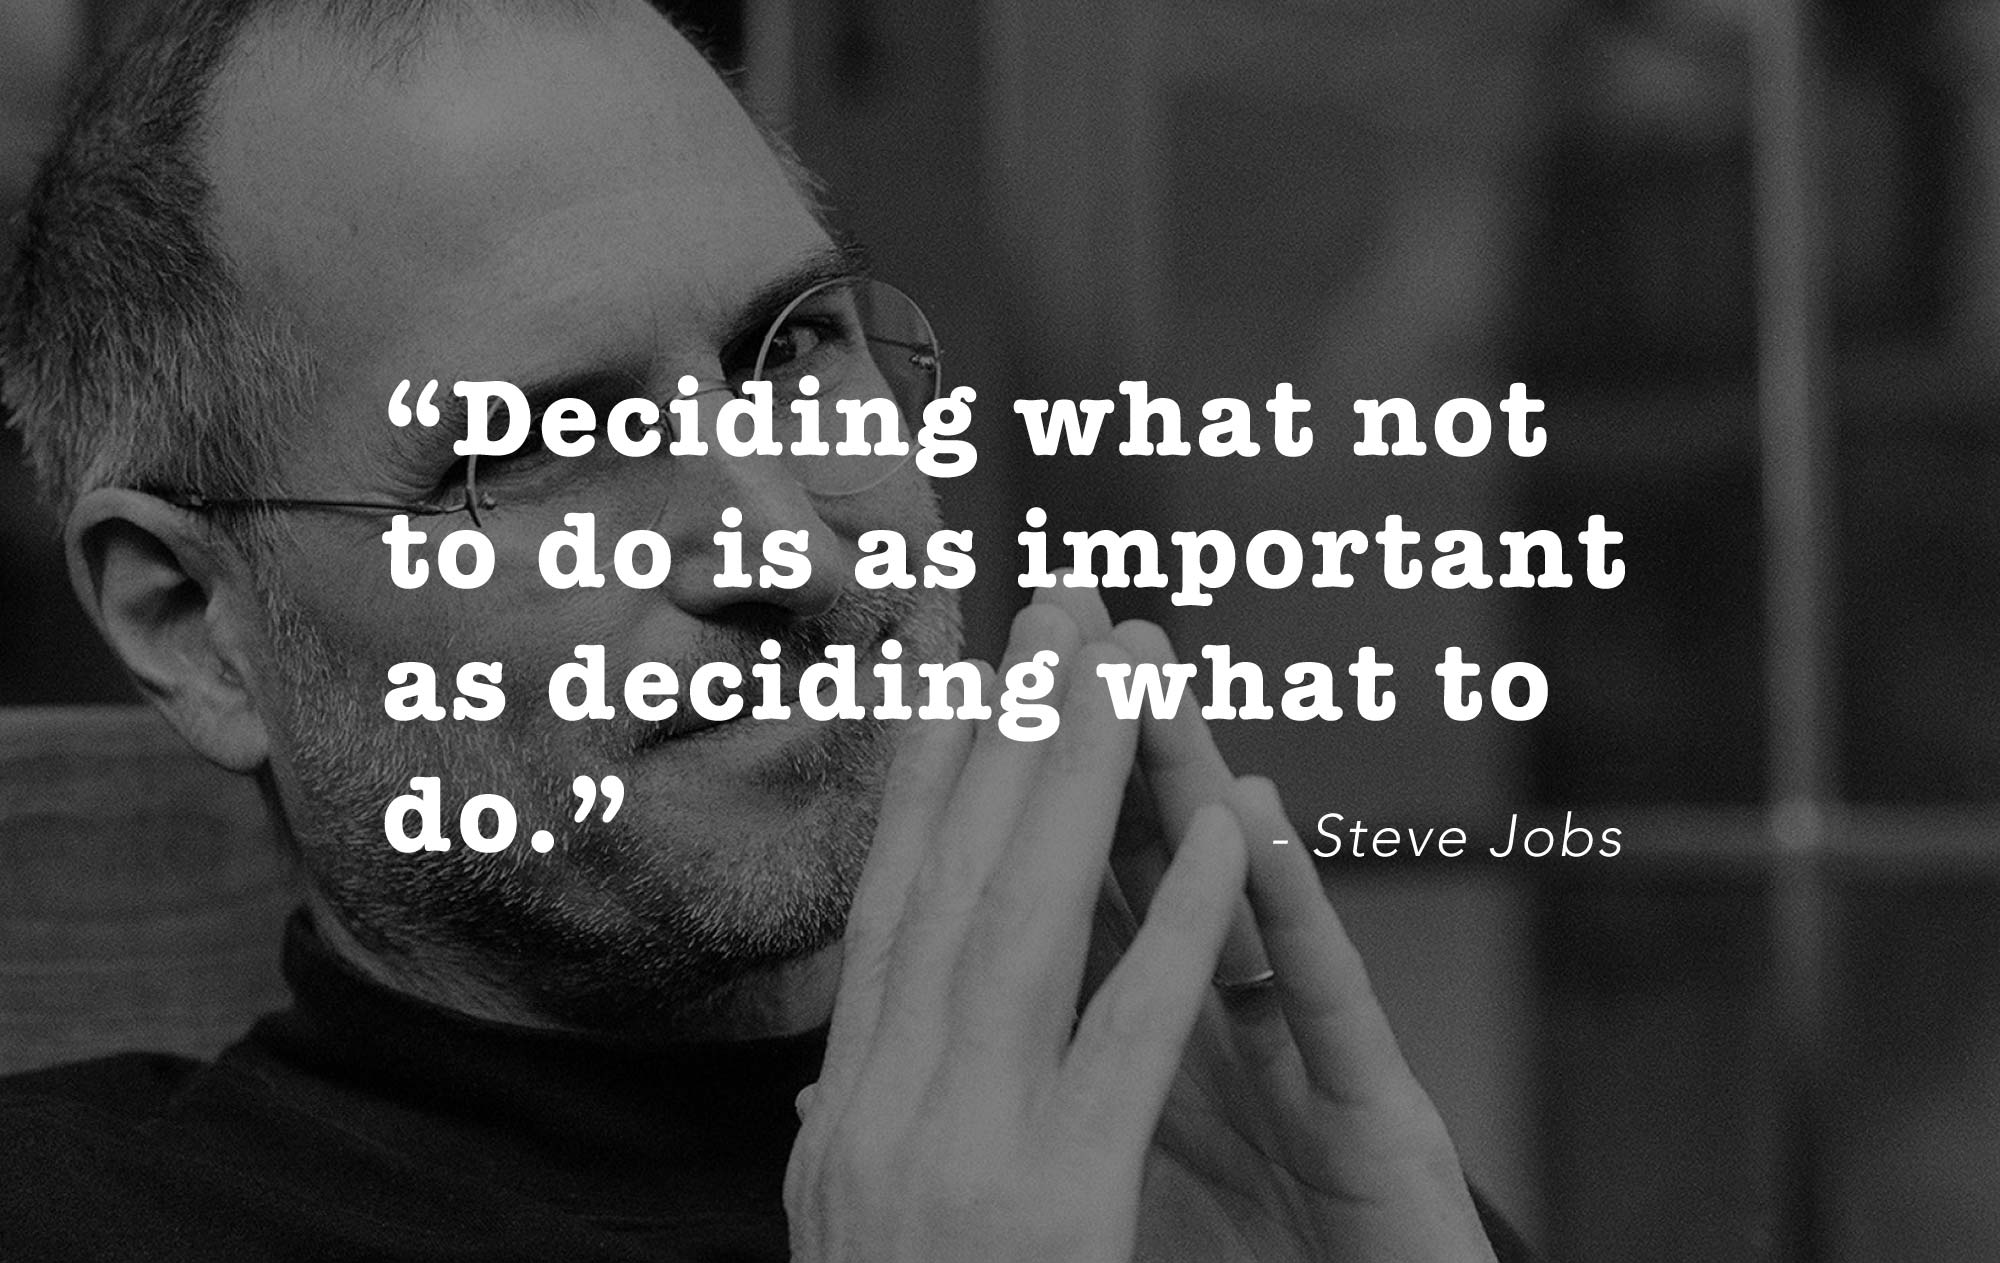 “Deciding what not
to do is as important
as deciding what to
do.”
- Steve Jobs